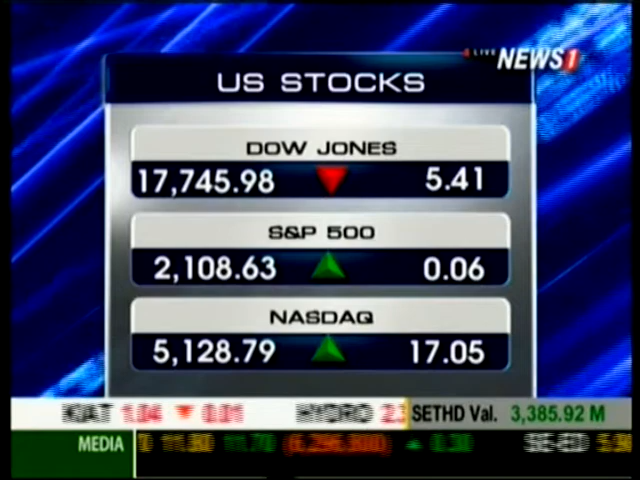 LIVE NEWS1
US STOCKS
DOW JONES
17,745.98 5.41
S&P 500
2,108.63 0.06
NASDAQ
5,128.79 17.05
SETHD Val. 3,385.92 M
MEDIA